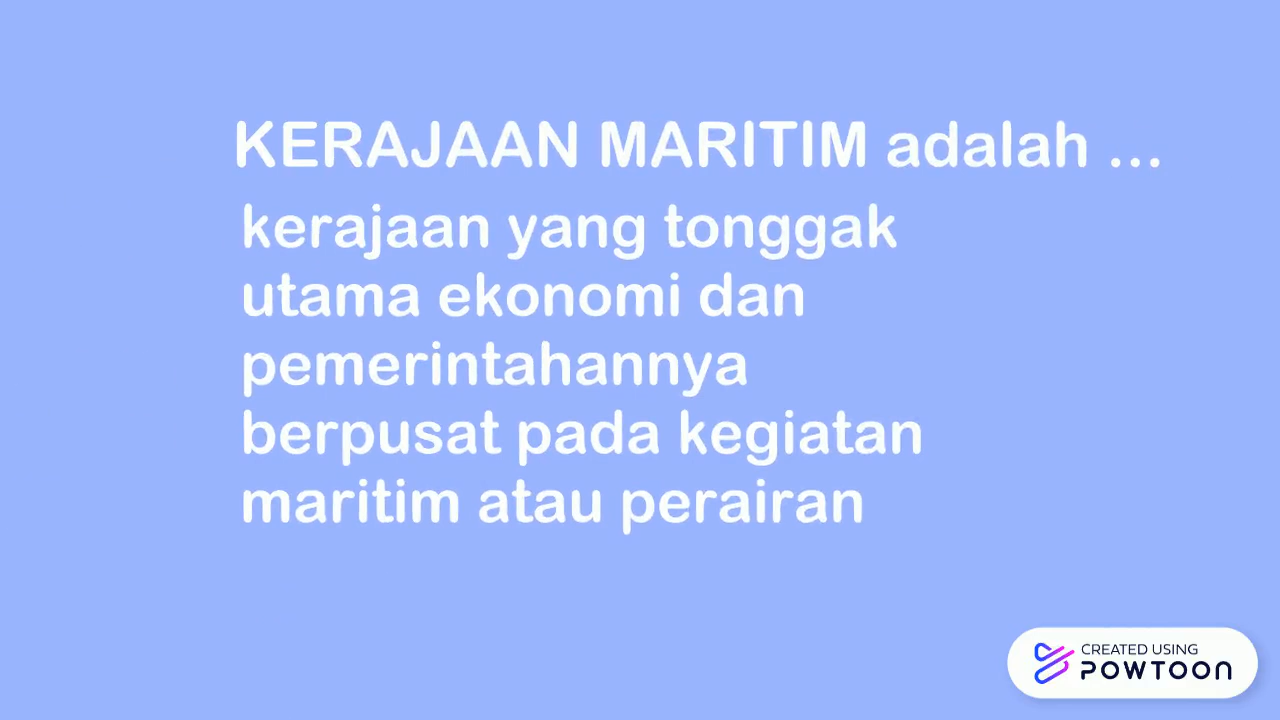 KERAJAAN MARITIM adalah ...
kerajaan yang tonggak
utama ekonomi dan
pemerintahannya
berpusat pada kegiatan
maritim atau perairan
CREATED USING
POWTOON